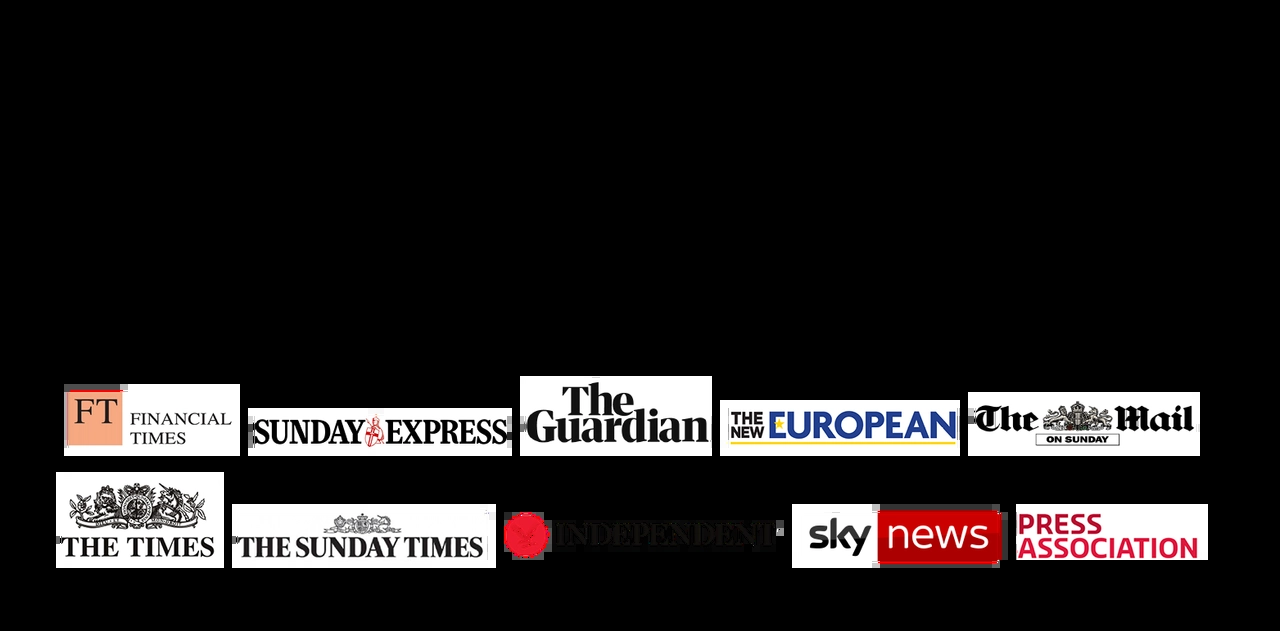 FT FINANCIAL TIMES
SUNDAY EXPRESS
The Guardian
THE NEW EUROPEAN
The Mail
ON SUNDAY
THE TIMES
THE SUNDAY TIMES
INDEPENDENT
sky news
PRESS ASSOCIATION